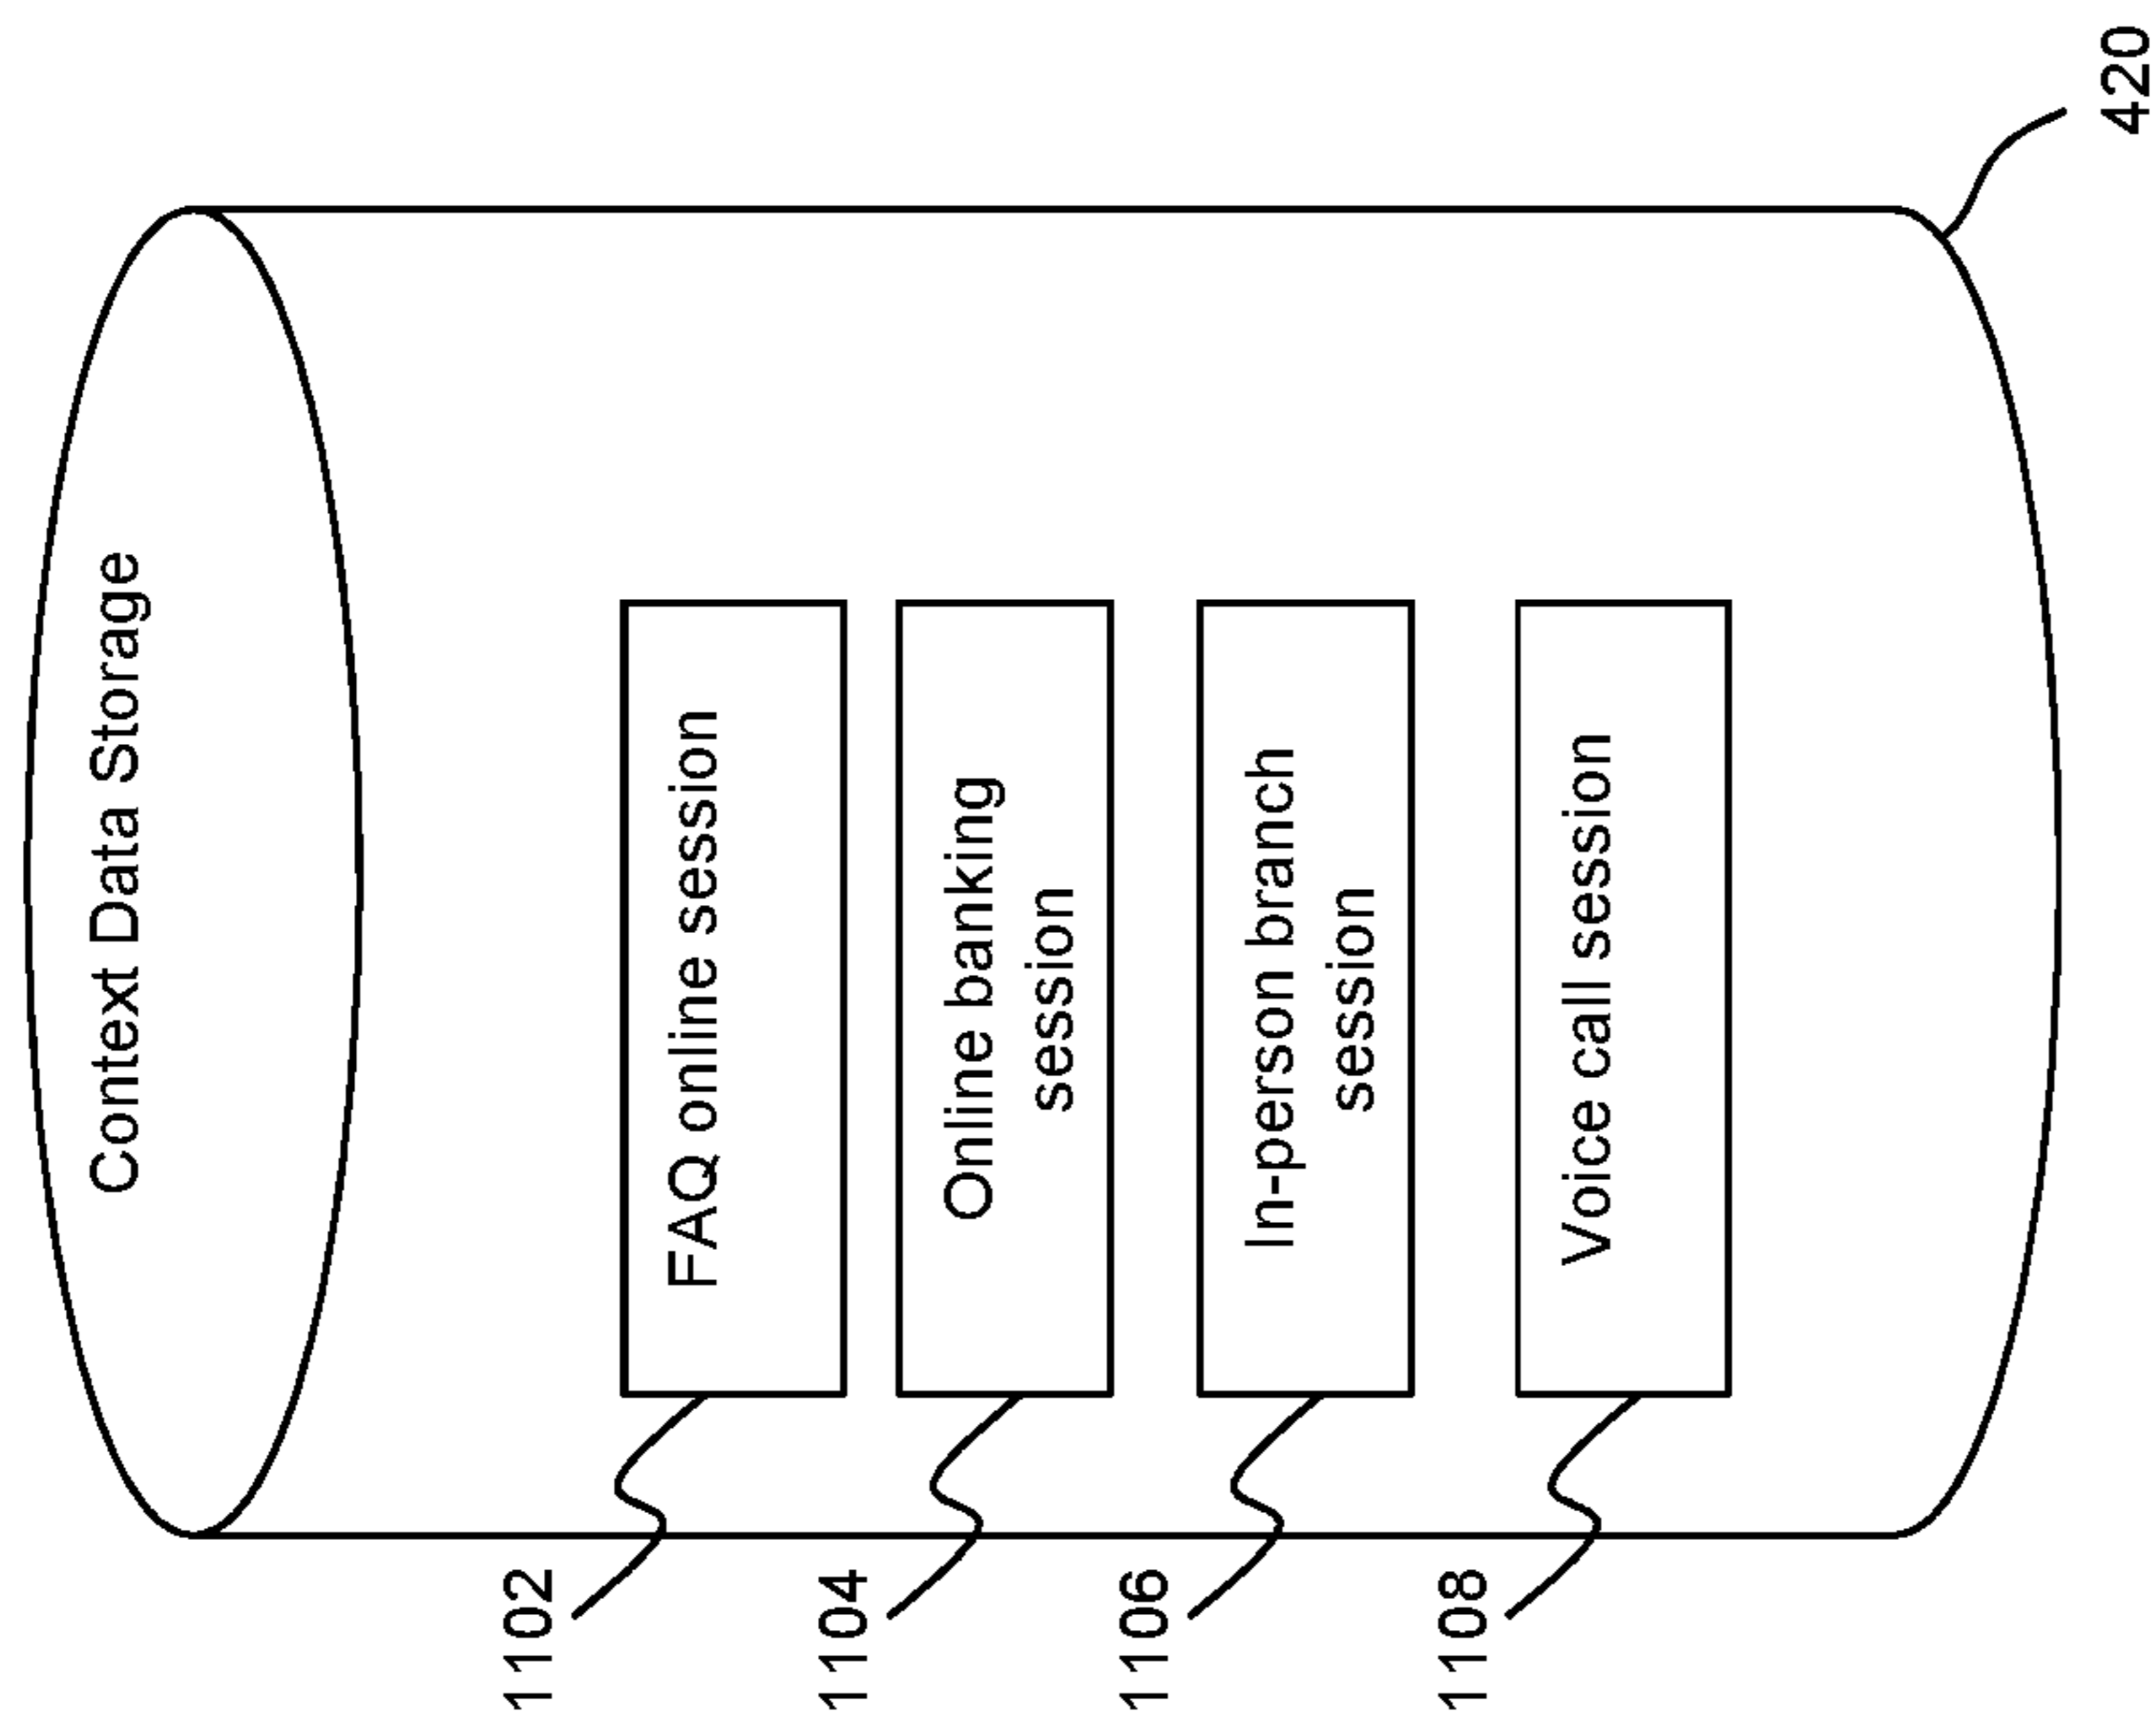 Context Data Storage
1102
FAQ online session
1104
Online banking
session
1106
In-person branch
session
1108
Voice call session
420